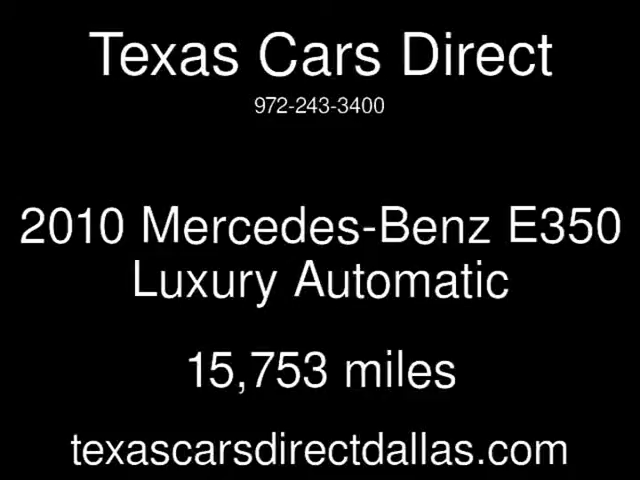 Texas Cars Direct
972-243-3400
2010 Mercedes-Benz E350
Luxury Automatic
15,753 miles
texascarsdirectdallas.com